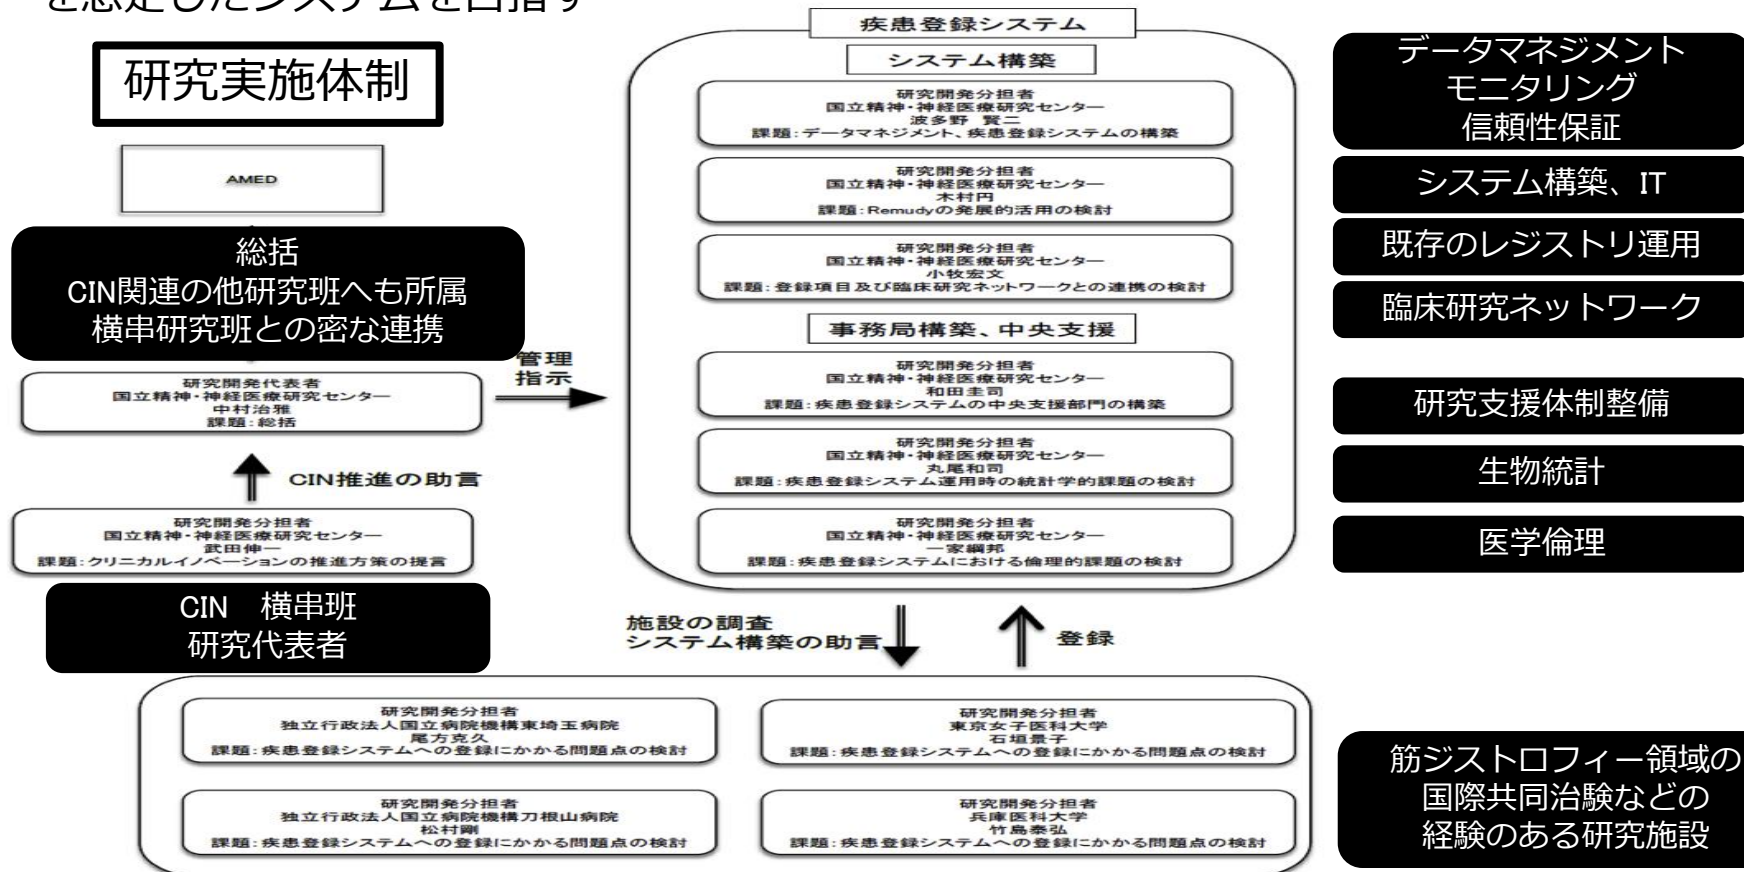 を想定したシステムを目指す
研究実施体制
AMED
総括
CIN関連の他研究班へも所属
横串研究班との密な連携
研究開発代表者
国立精神・神経医療研究センター
中村治雅
課題：総括
CIN推進の助言
研究開発分担者
国立精神・神経医療研究センター
武田伸一
課題：クリニカルイノベーションの推進方策の提言
CIN　横串班
研究代表者
管理
指示
疾患登録システム
システム構築
研究開発分担者
国立精神・神経医療研究センター
波多野 賢二
課題：データマネジメント、疾患登録システムの構築
研究開発分担者
国立精神・神経医療研究センター
木村円
課題：Remudyの発展的活用の検討
研究開発分担者
国立精神・神経医療研究センター
小牧宏文
課題：登録項目及び臨床研究ネットワークとの連携の検討
事務局構築、中央支援
研究開発分担者
国立精神・神経医療研究センター
和田圭司
課題：疾患登録システムの中央支援部門の構築
研究開発分担者
国立精神・神経医療研究センター
丸尾和司
課題：疾患登録システム運用時の統計学的課題の検討
研究開発分担者
国立精神・神経医療研究センター
一家綱邦
課題：疾患登録システムにおける倫理的課題の検討
施設の調査
システム構築の助言
登録
研究開発分担者
独立行政法人国立病院機構東埼玉病院
尾方克久
課題：疾患登録システムへの登録にかかる問題点の検討
研究開発分担者
東京女子医科大学
石垣景子
課題：疾患登録システムへの登録にかかる問題点の検討
研究開発分担者
独立行政法人国立病院機構刀根山病院
松村剛
課題：疾患登録システムへの登録にかかる問題点の検討
研究開発分担者
兵庫医科大学
竹島泰弘
課題：疾患登録システムへの登録にかかる問題点の検討
データマネジメント
モニタリング
信頼性保証
システム構築、IT
既存のレジストリ運用
臨床研究ネットワーク
研究支援体制整備
生物統計
医学倫理
筋ジストロフィー領域の
国際共同治験などの
経験のある研究施設